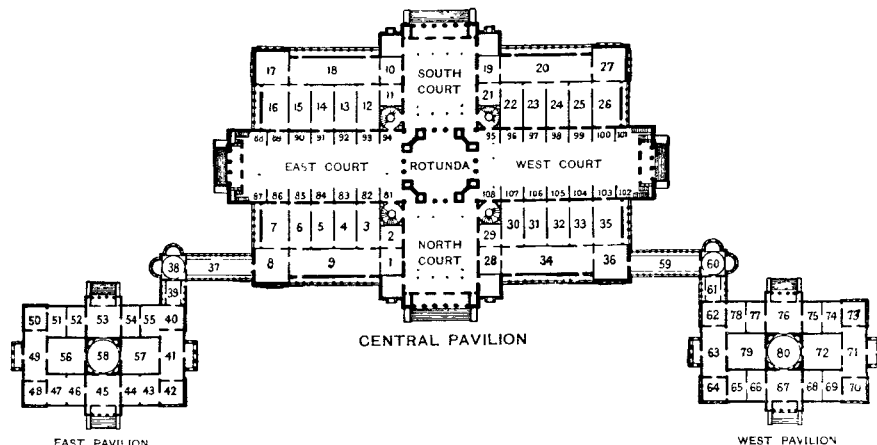 17 18 10 SOUTH COURT 19 20 27
16 15 14 13 12 11 21 22 23 24 25 26
88 89 90 91 92 93 94 95 96 97 98 99 100 101
EAST COURT ROTUNDA WEST COURT
87 86 85 84 83 82 81 108 107 106 105 104 103 102
7 6 5 4 3 2 NORTH COURT 29 30 31 32 33 35
8 9 1 28 34 36
38 37 59 60
39 61
CENTRAL PAVILION
50 51 52 53 54 55 40 62 78 77 76 75 74 73
49 56 58 57 41 63 79 80 72 71
48 47 46 45 44 43 42 64 65 66 67 68 69 70
EAST PAVILION WEST PAVILION